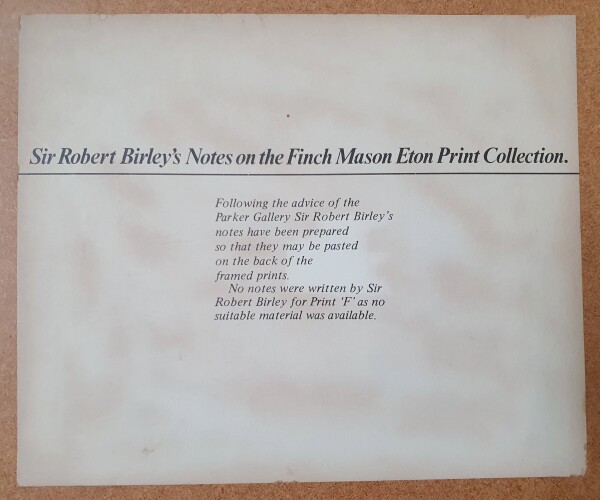 Sir Robert Birley's Notes on the Finch Mason Eton Print Collection.
Following the advice of the
Parker Gallery Sir Robert Birley's
notes have been prepared
so that they may be pasted
on the back of the
framed prints.
No notes were written by Sir
Robert Birley for Print 'F' as no
suitable material was available.